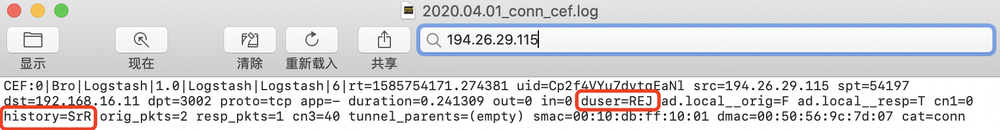 2020.04.01_conn_cef.log
194.26.29.115
显示
现在
清除
重新载入
共享
CEF:0|Bro|Logstash|1.0|Logstash|Logstash|6|rt=1585754171.274381 uid=Cp2f4VYu7dvtgEaNl src=194.26.29.115 spt=54197
dst=192.168.16.11 dpt=3002 proto=tcp app=- duration=0.241309 out=0 in=0 duser=REJ ad.local__orig=F ad.local__resp=T cn1=0
history=SrR orig_pkts=2 resp_pkts=1 cn3=40 tunnel_parents=(empty) smac=00:10:db:ff:10:01 dmac=00:50:56:9c:7d:07 cat=conn